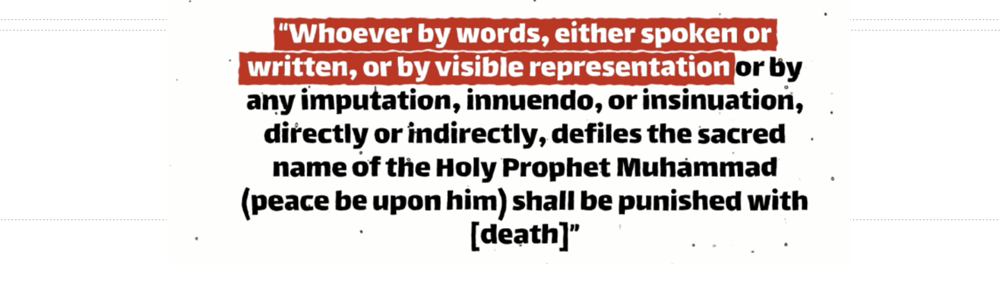 “Whoever by words, either spoken or
written, or by visible representation or by
any imputation, innuendo, or insinuation,
directly or indirectly, defiles the sacred
name of the Holy Prophet Muhammad
(peace be upon him) shall be punished with
[death]”